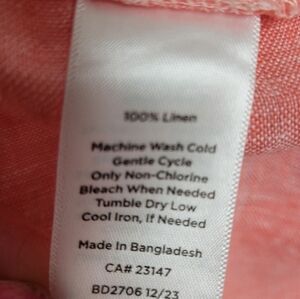 100% Linen
Machine Wash Cold
Gentle Cycle
Only Non-Chlorine
Bleach When Needed
Tumble Dry Low
Cool Iron, If Needed
Made In Bangladesh
CA# 23147
BD2706 12/23